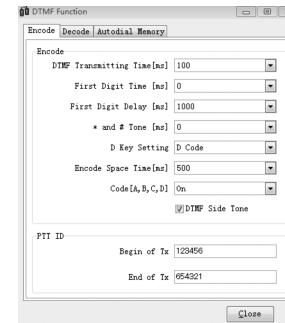 DTMF Function
Encode Decode Autodial Memory
Encode
DTMF Transmitting Time[ms] 100
First Digit Time [ms] 0
First Digit Delay [ms] 1000
* and # Tone [ms] 0
D Key Setting D Code
Encode Space Time[ms] 500
Code[A,B,C,D] On
DTMF Side Tone
PTT ID
Begin of Tx 123456
End of Tx 654321
Close